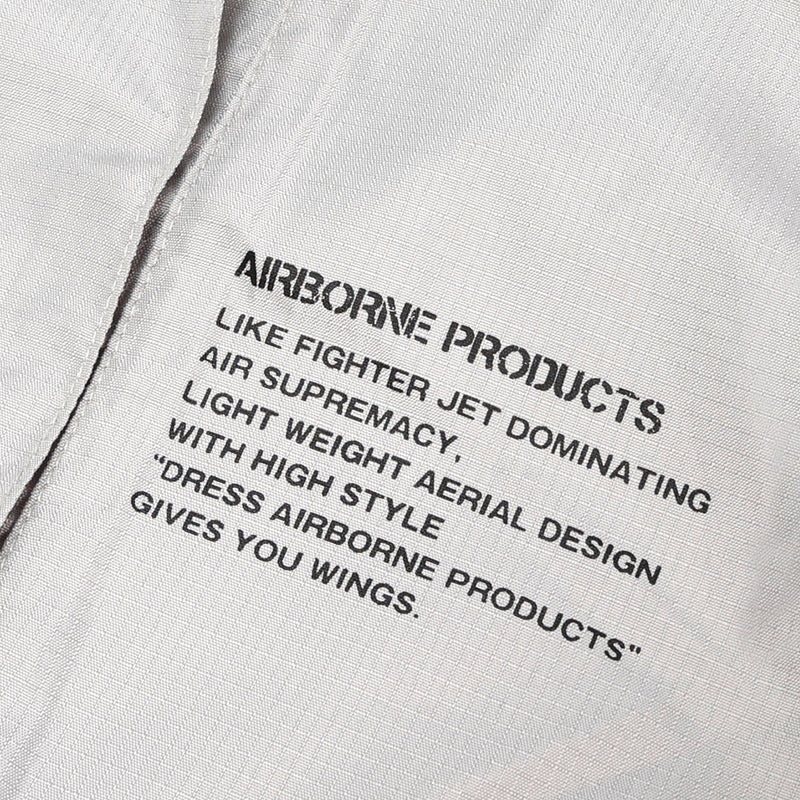 AIRBORNE PRODUCTS
LIKE FIGHTER JET DOMINATING
AIR SUPREMACY,
LIGHT WEIGHT AERIAL DESIGN
WITH HIGH STYLE
“DRESS AIRBORNE PRODUCTS"
GIVES YOU WINGS.